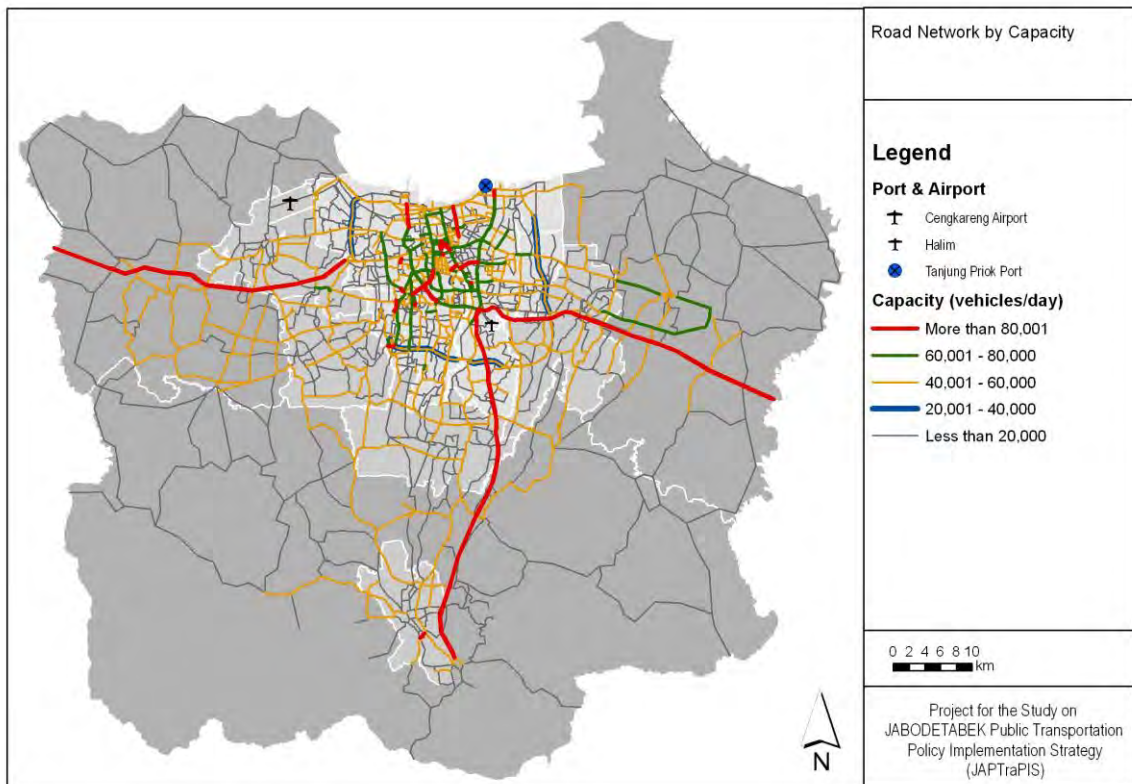 Road Network by Capacity
Legend
Port & Airport
Cengkareng Airport
Halim
Tanjung Priok Port
Capacity (vehicles/day)
More than 80,001
60,001 - 80,000
40,001 - 60,000
20,001 - 40,000
Less than 20,000
0 2 4 6 8 10
km
N
Project for the Study on
JABODETABEK Public Transportation
Policy Implementation Strategy
(JAPTraPIS)